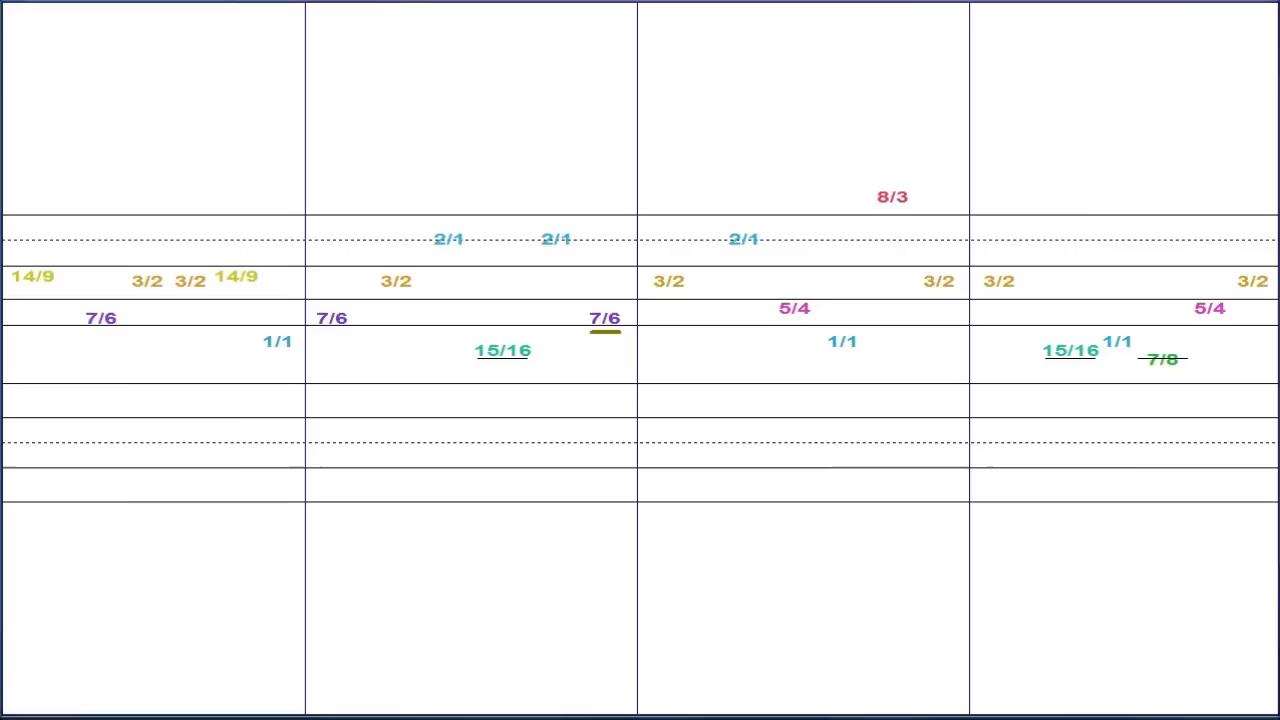 8/3
2/1 2/1 2/1
14/9 3/2 3/2 14/9 3/2 3/2 3/2 3/2 3/2
7/6 7/6 7/6 5/4 5/4
1/1 15/16 1/1 15/16 1/1 7/8